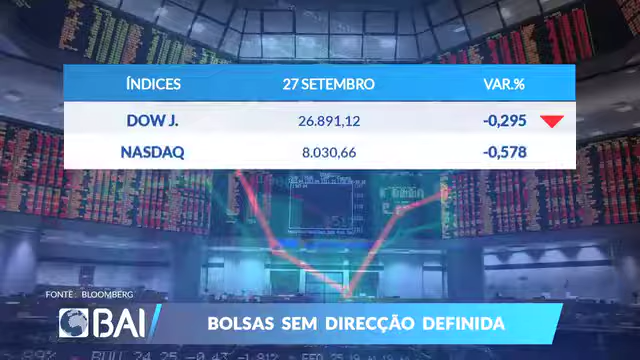 ÍNDICES 27 SETEMBRO VAR.%
DOW J. 26.891,12 -0,295
NASDAQ 8.030,66 -0,578
FONTE: BLOOMBERG
BAI BOLSAS SEM DIRECÇÃO DEFINIDA